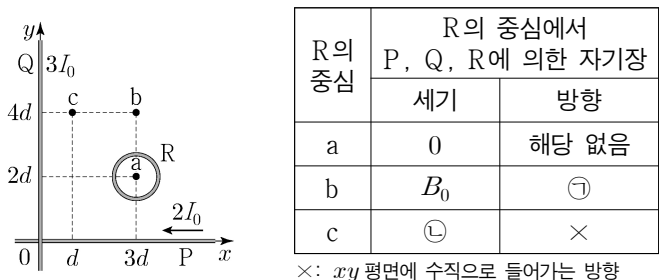 y
Q 3I₀
4d c b
R
2d a
2I₀
0 d 3d P x
R의 중심 R의 중심에서 P, Q, R에 의한 자기장
세기 방향
a 0 해당 없음
b B₀ ㉠
c ㉡ ×
×: xy 평면에 수직으로 들어가는 방향